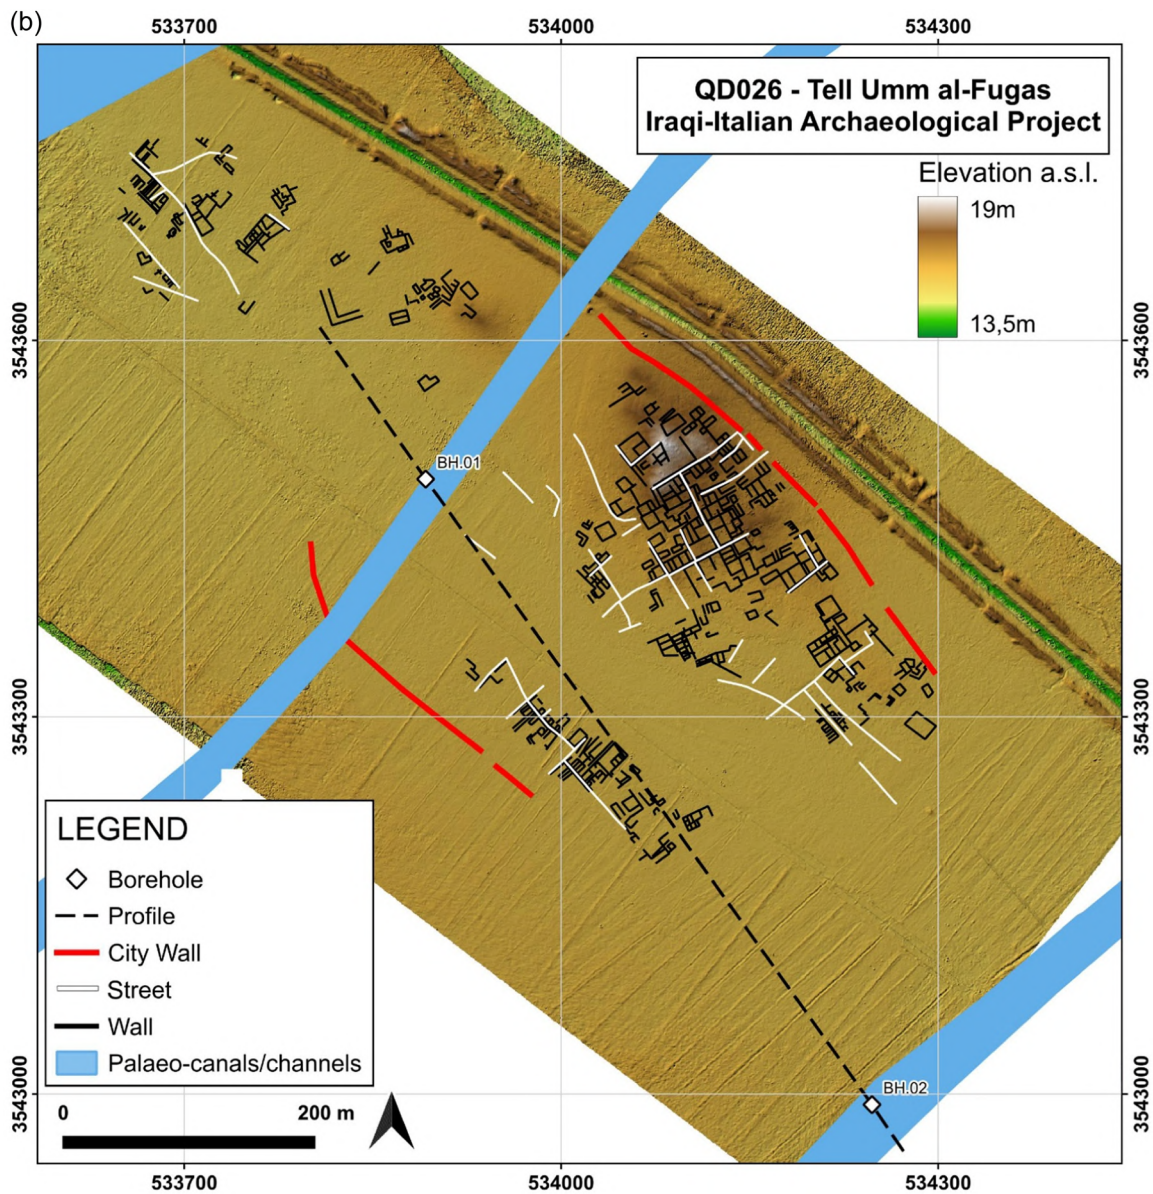 (b)
533700
534000
534300
QD026 - Tell Umm al-Fugas
Iraqi-Italian Archaeological Project
Elevation a.s.l.
19m
13,5m
3543600
3543600
BH.01
3543300
3543300
LEGEND
Borehole
Profile
City Wall
Street
Wall
Palaeo-canals/channels
BH.02
3543000
3543000
0
200 m
533700
534000
534300